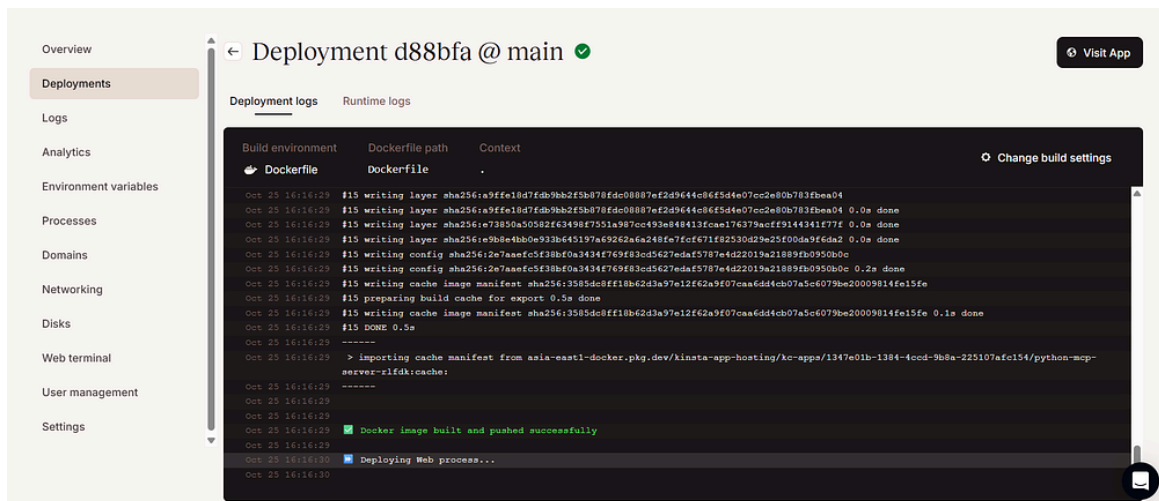 Overview
Deployments
Logs
Analytics
Environment variables
Processes
Domains
Networking
Disks
Web terminal
User management
Settings
← Deployment d88bfa @ main
Visit App
Deployment logs Runtime logs
Build environment Dockerfile path Context
Dockerfile Dockerfile .
Change build settings
Oct 25 16:16:29 #15 writing layer sha256:a9ffe18d7fdb9bb2f5b878fdc08887ef2d9644c86f5d4e07cc2e80b783fbea04
Oct 25 16:16:29 #15 writing layer sha256:a9ffe18d7fdb9bb2f5b878fdc08887ef2d9644c86f5d4e07cc2e80b783fbea04 0.0s done
Oct 25 16:16:29 #15 writing layer sha256:e73850a50582f63498f7551a987cc493e848413fcae176379acff9144341f77f 0.0s done
Oct 25 16:16:29 #15 writing layer sha256:e9b8e4bb0e933b645197a69262a6a248fe7fcf671f82530d29e25f00da9f6da2 0.0s done
Oct 25 16:16:29 #15 writing config sha256:2e7aaefc5f38bf0a3434f769f83cd5627edaf5787e4d22019a21889fb0950b0c
Oct 25 16:16:29 #15 writing config sha256:2e7aaefc5f38bf0a3434f769f83cd5627edaf5787e4d22019a21889fb0950b0c 0.2s done
Oct 25 16:16:29 #15 writing cache image manifest sha256:3585dc8ff18b62d3a97e12f62a9f07caa6dd4cb07a5c6079be20009814fe15fe
Oct 25 16:16:29 #15 preparing build cache for export 0.5s done
Oct 25 16:16:29 #15 writing cache image manifest sha256:3585dc8ff18b62d3a97e12f62a9f07caa6dd4cb07a5c6079be20009814fe15fe 0.1s done
Oct 25 16:16:29 #15 DONE 0.5s
Oct 25 16:16:29 ------
Oct 25 16:16:29 > importing cache manifest from asia-east1-docker.pkg.dev/kinsta-app-hosting/kc-apps/1347e01b-1384-4ccd-9b8a-225107afc154/python-mcp-
server-rlfdk:cache:
Oct 25 16:16:29 ------
Oct 25 16:16:29
Oct 25 16:16:29
Oct 25 16:16:29 ✅ Docker image built and pushed successfully
Oct 25 16:16:29
Oct 25 16:16:30 Deploying Web process...
Oct 25 16:16:30